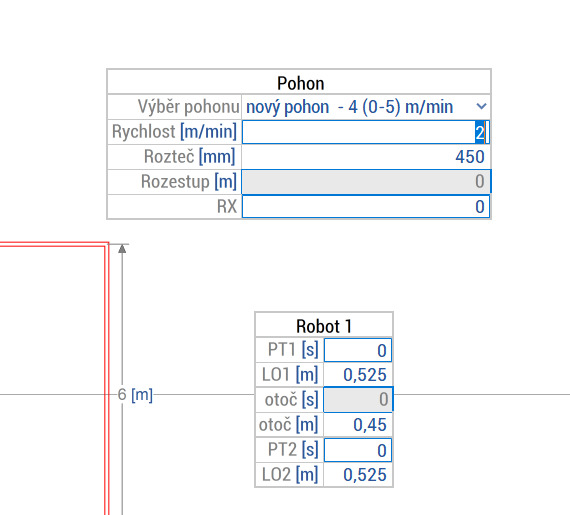 Pohon
Výběr pohonu nový pohon - 4 (0-5) m/min
Rychlost [m/min] 2
Rozteč [mm] 450
Rozestup [m] 0
RX 0
Robot 1
PT1 [s] 0
LO1 [m] 0,525
6 [m]
otoč [s] 0
otoč [m] 0,45
PT2 [s] 0
LO2 [m] 0,525